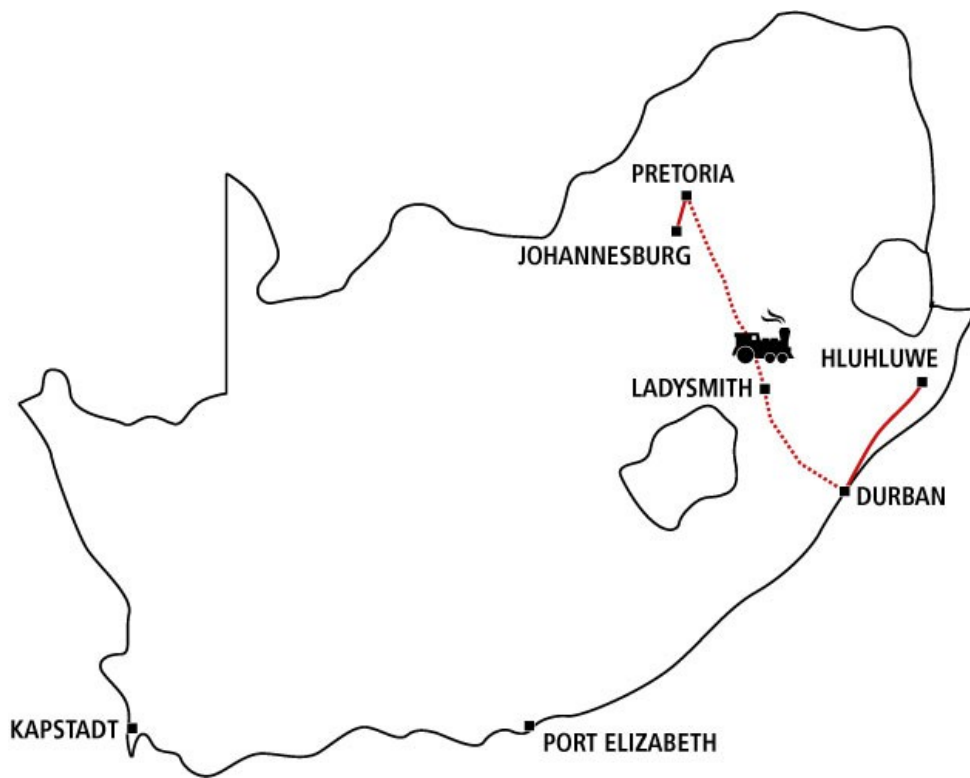 PRETORIA
JOHANNESBURG
HLUHLUWE
LADYSMITH
DURBAN
KAPSTADT
PORT ELIZABETH